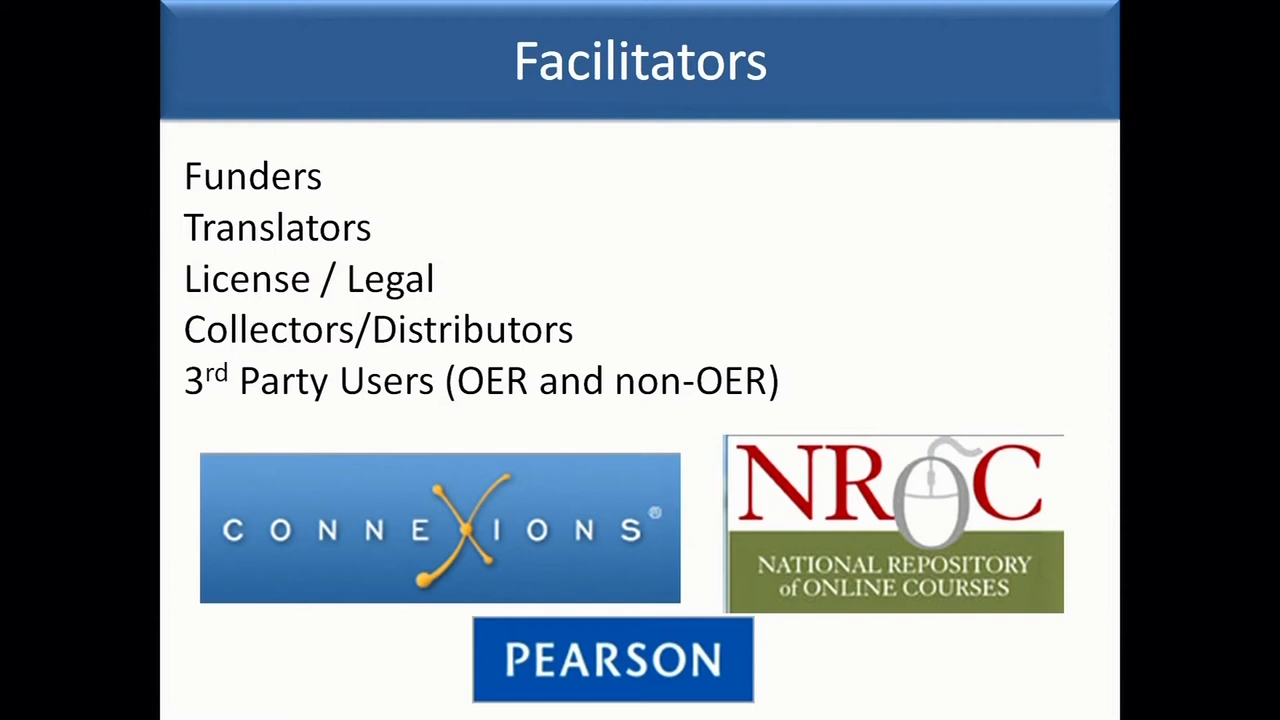 Facilitators
Funders
Translators
License / Legal
Collectors/Distributors
3rd Party Users (OER and non-OER)
CONNEXIONS®
NROC
NATIONAL REPOSITORY
of ONLINE COURSES
PEARSON